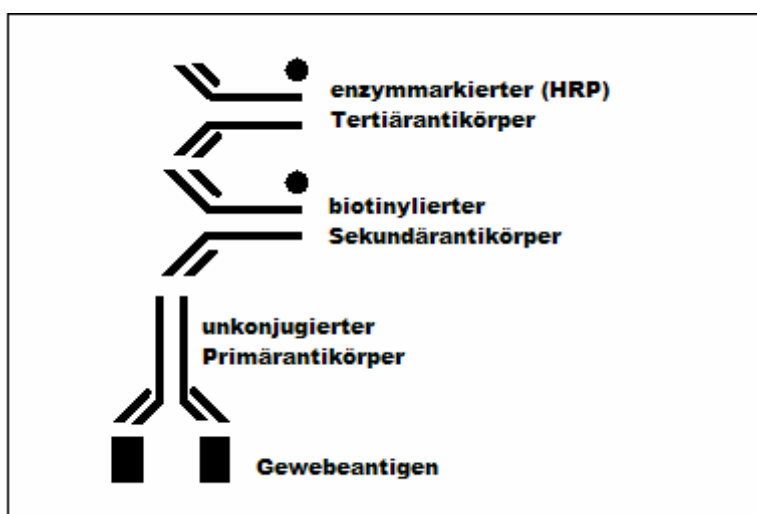 enzymmarkierter (HRP)
Tertiärantikörper
biotinylierter
Sekundärantikörper
unkonjugierter
Primärantikörper
Gewebeantigen